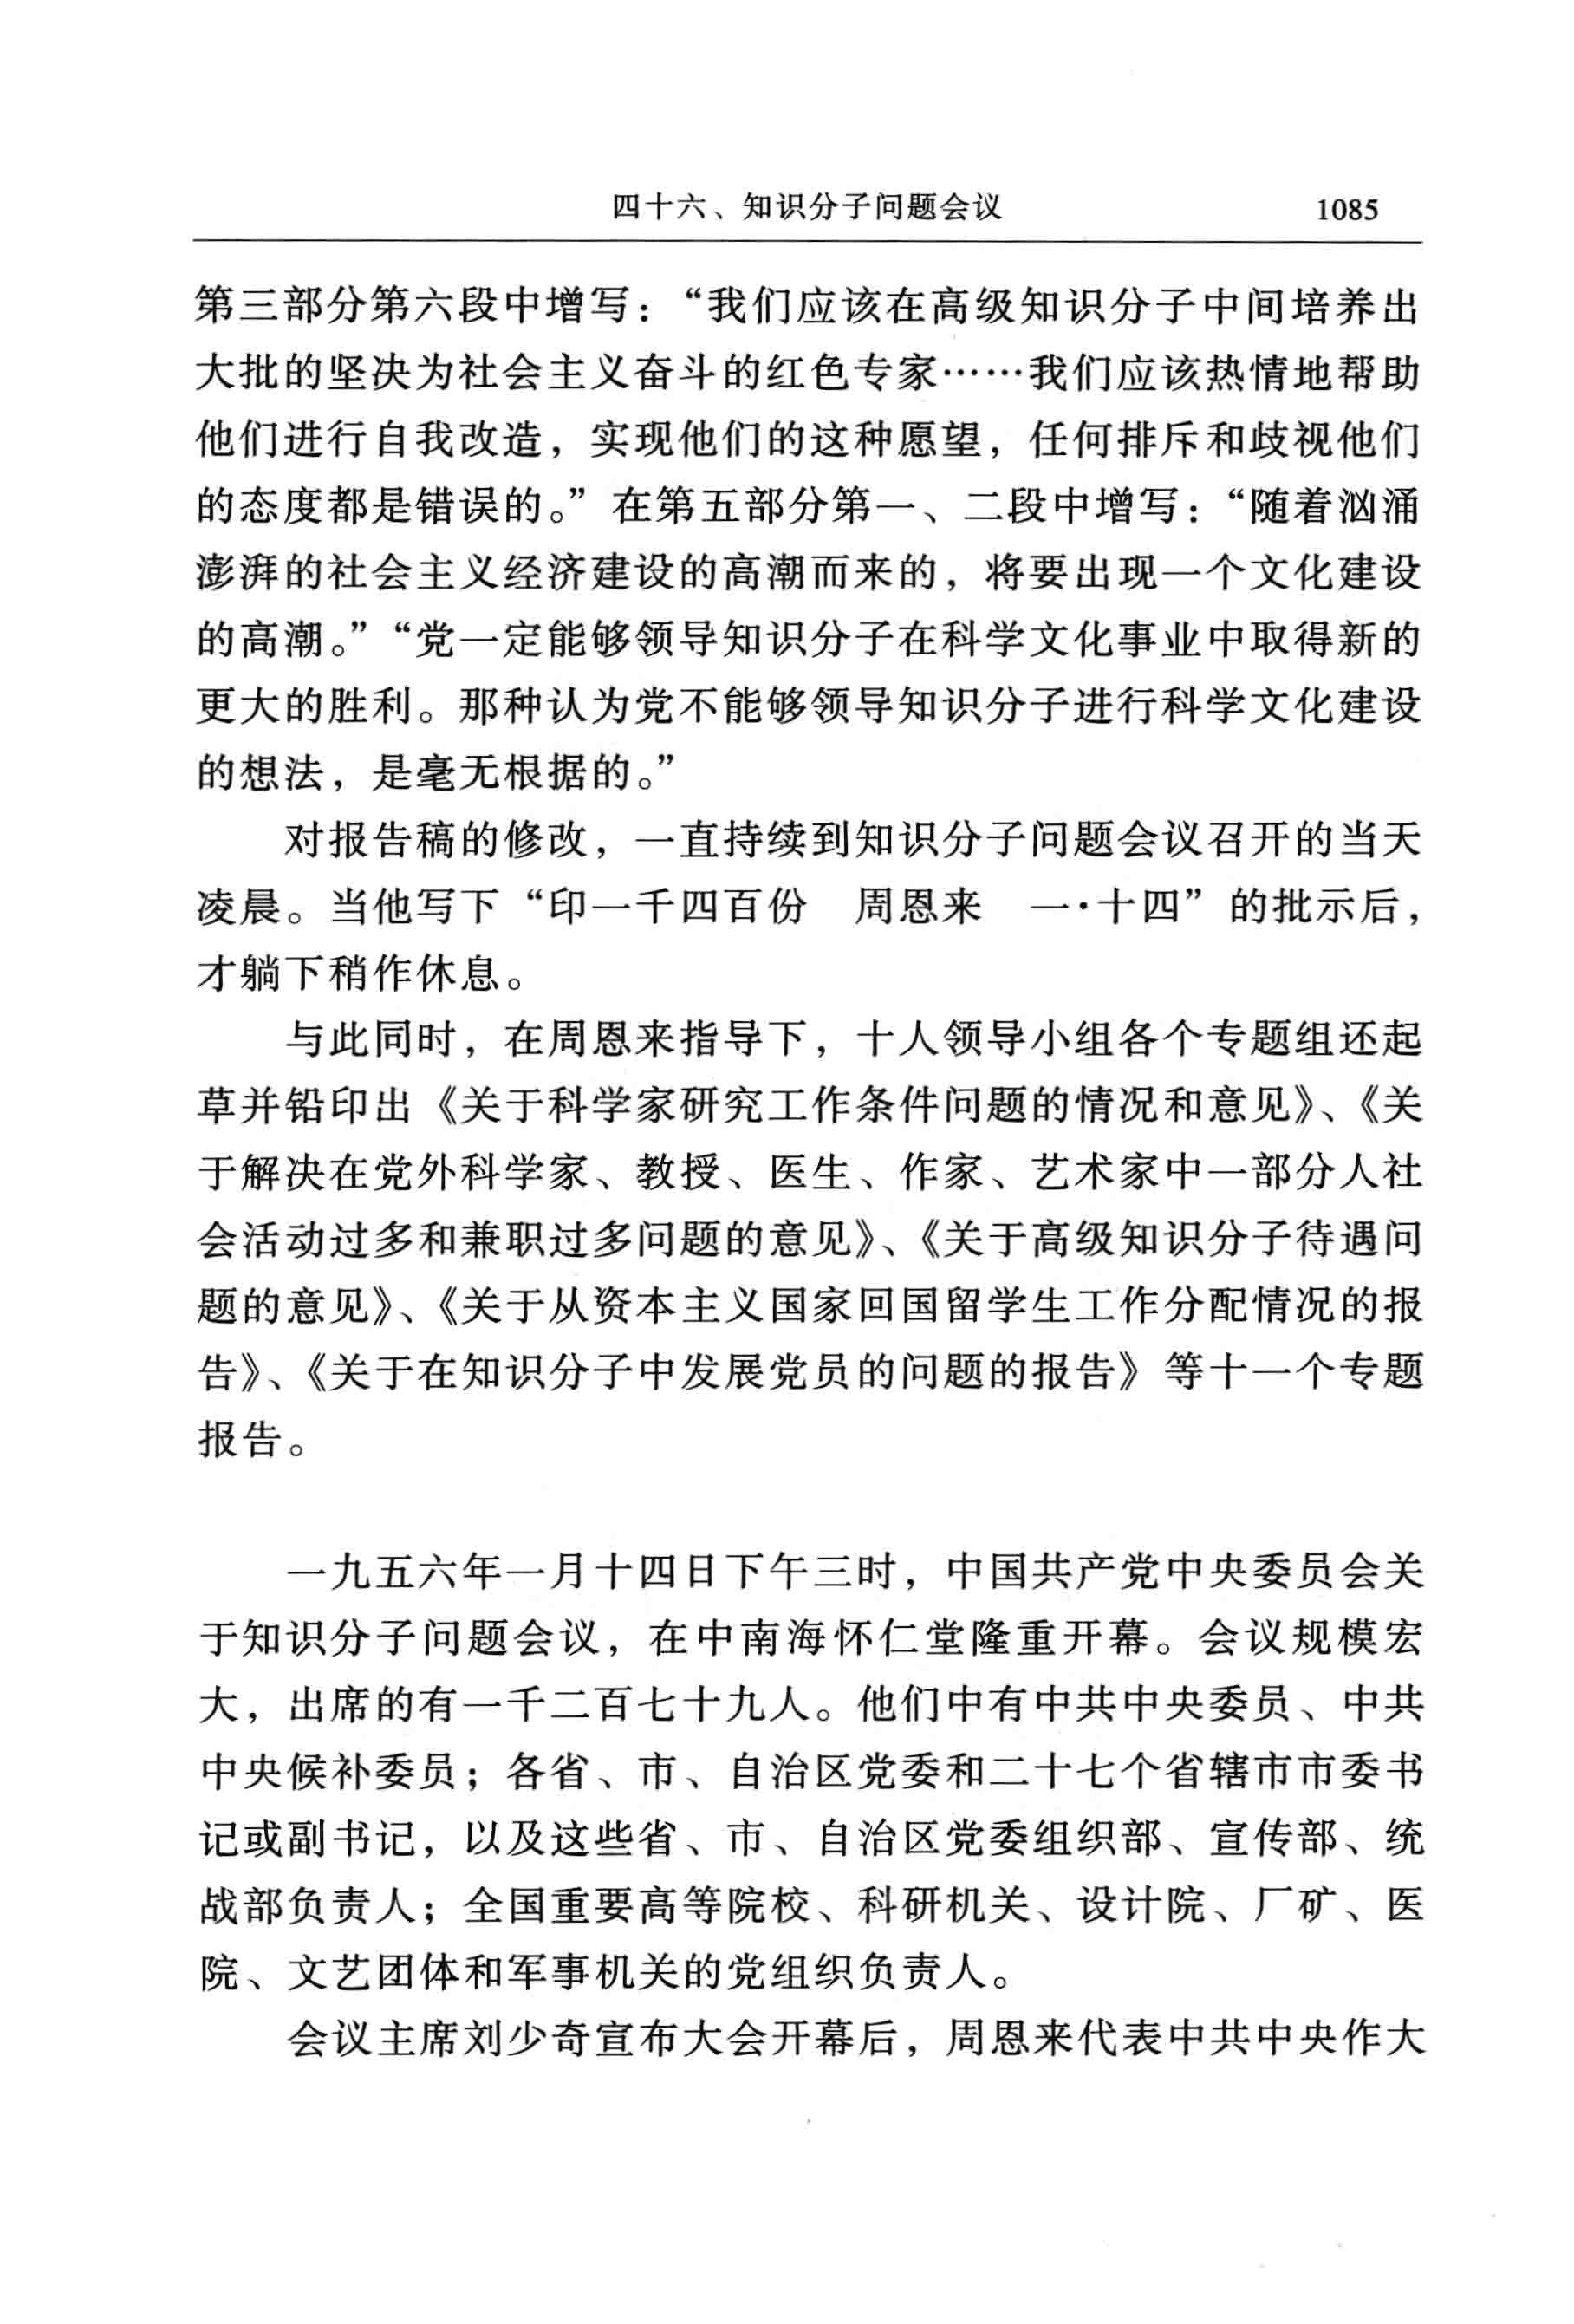 四十六、知识分子问题会议 1085
第三部分第六段中增写：“我们应该在高级知识分子中间培养出
大批的坚决为社会主义奋斗的红色专家……我们应该热情地帮助
他们进行自我改造，实现他们的这种愿望，任何排斥和歧视他们
的态度都是错误的。”在第五部分第一、二段中增写：“随着汹涌
澎湃的社会主义经济建设的高潮而来的，将要出现一个文化建设
的高潮。”“党一定能够领导知识分子在科学文化事业中取得新的
更大的胜利。那种认为党不能够领导知识分子进行科学文化建设
的想法，是毫无根据的。”
对报告稿的修改，一直持续到知识分子问题会议召开的当天
凌晨。当他写下“印一千四百份　周恩来　一·十四”的批示后，
才躺下稍作休息。
与此同时，在周恩来指导下，十人领导小组各个专题组还起
草并铅印出《关于科学家研究工作条件问题的情况和意见》、《关
于解决在党外科学家、教授、医生、作家、艺术家中一部分人社
会活动过多和兼职过多问题的意见》、《关于高级知识分子待遇问
题的意见》、《关于从资本主义国家回国留学生工作分配情况的报
告》、《关于在知识分子中发展党员的问题的报告》等十一个专题
报告。
一九五六年一月十四日下午三时，中国共产党中央委员会关
于知识分子问题会议，在中南海怀仁堂隆重开幕。会议规模宏
大，出席的有一千二百七十九人。他们中有中共中央委员、中共
中央候补委员；各省、市、自治区党委和二十七个省辖市市委书
记或副书记，以及这些省、市、自治区党委组织部、宣传部、统
战部负责人；全国重要高等院校、科研机关、设计院、厂矿、医
院、文艺团体和军事机关的党组织负责人。
会议主席刘少奇宣布大会开幕后，周恩来代表中共中央作大